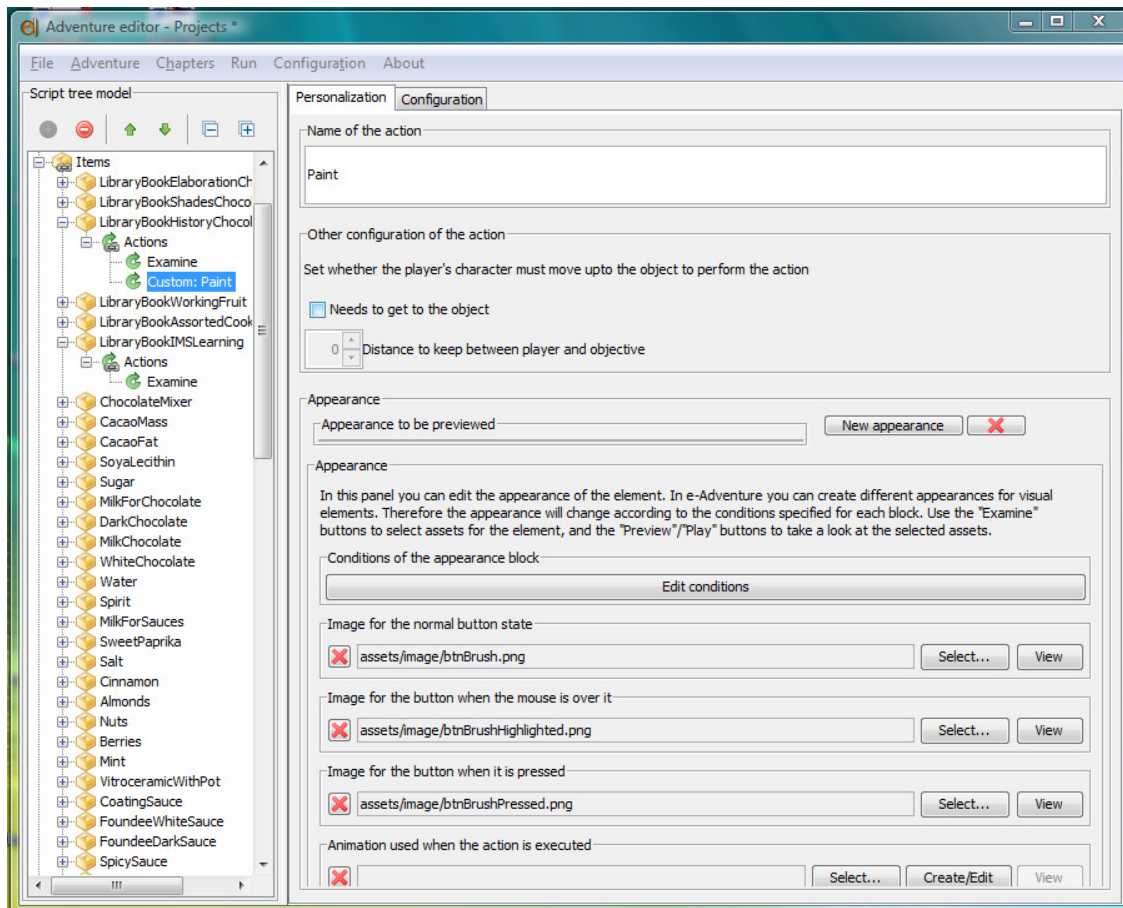 Adventure editor - Projects *
File Adventure Chapters Run Configuration About
Script tree model
Items
LibraryBookElaborationCh
LibraryBookShadesChoco
LibraryBookHistoryChocol
Actions
Examine
Custom: Paint
LibraryBookWorkingFruit
LibraryBookAssortedCook
LibraryBookIMSLearning
Actions
Examine
ChocolateMixer
CacaoMass
CacaoFat
SoyaLecithin
Sugar
MilkForChocolate
DarkChocolate
MilkChocolate
WhiteChocolate
Water
Spirit
MilkForSauces
SweetPaprika
Salt
Cinnamon
Almonds
Nuts
Berries
Mint
VitroceramicWithPot
CoatingSauce
FoundeeWhiteSauce
FoundeeDarkSauce
SpicySauce
Personalization Configuration
Name of the action
Paint
Other configuration of the action
Set whether the player's character must move upto the object to perform the action
Needs to get to the object
0 Distance to keep between player and objective
Appearance
Appearance to be previewed
New appearance
Appearance
In this panel you can edit the appearance of the element. In e-Adventure you can create different appearances for visual
elements. Therefore the appearance will change according to the conditions specified for each block. Use the "Examine"
buttons to select assets for the element, and the "Preview"/"Play" buttons to take a look at the selected assets.
Conditions of the appearance block
Edit conditions
Image for the normal button state
assets/image/btnBrush.png Select... View
Image for the button when the mouse is over it
assets/image/btnBrushHighlighted.png Select... View
Image for the button when it is pressed
assets/image/btnBrushPressed.png Select... View
Animation used when the action is executed
Select... Create/Edit View